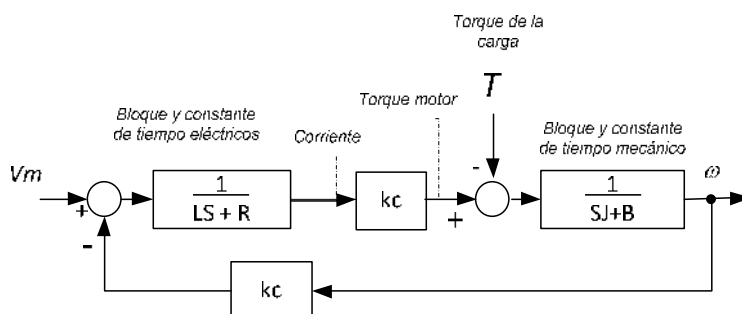 Torque de la
carga
T
Torque motor
Bloque y constante
de tiempo eléctricos
Corriente
Bloque y constante
de tiempo mecánico
-
Vm
+
1
LS + R
kc
+
1
SJ+B
ω
-
kc